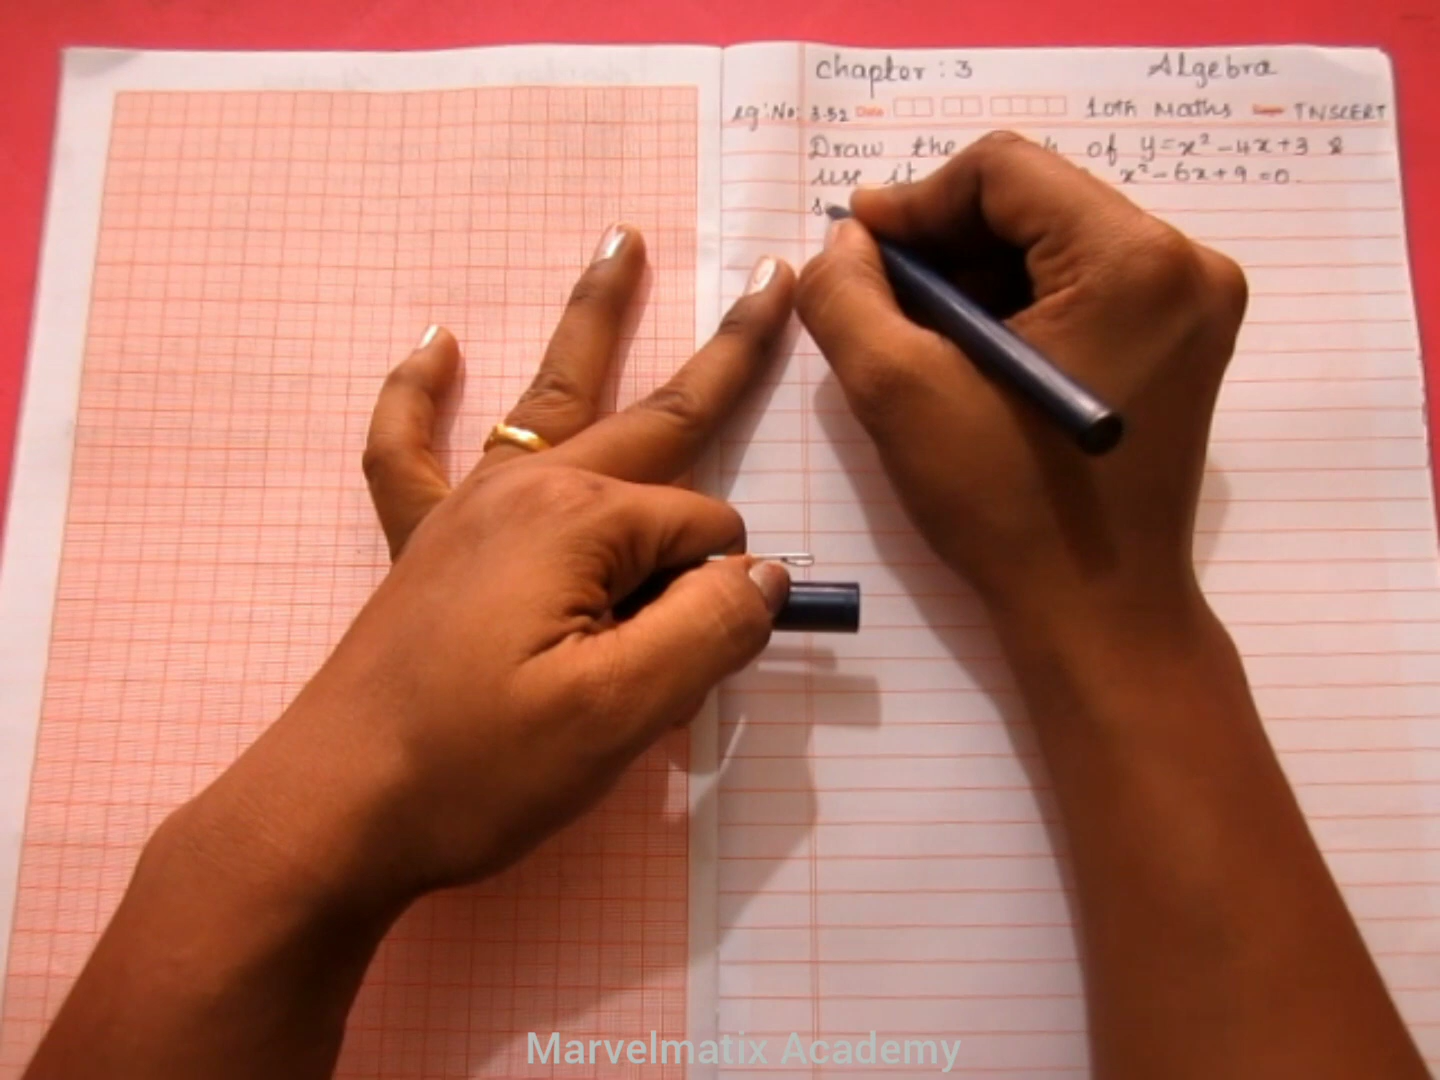 Chapter : 3 Algebra
eg: No: 3.52 Date 10th Maths TNSCERT
Draw the of y=x²-4x+3 &
use it x²-6x+9=0.
Marvelmatix Academy